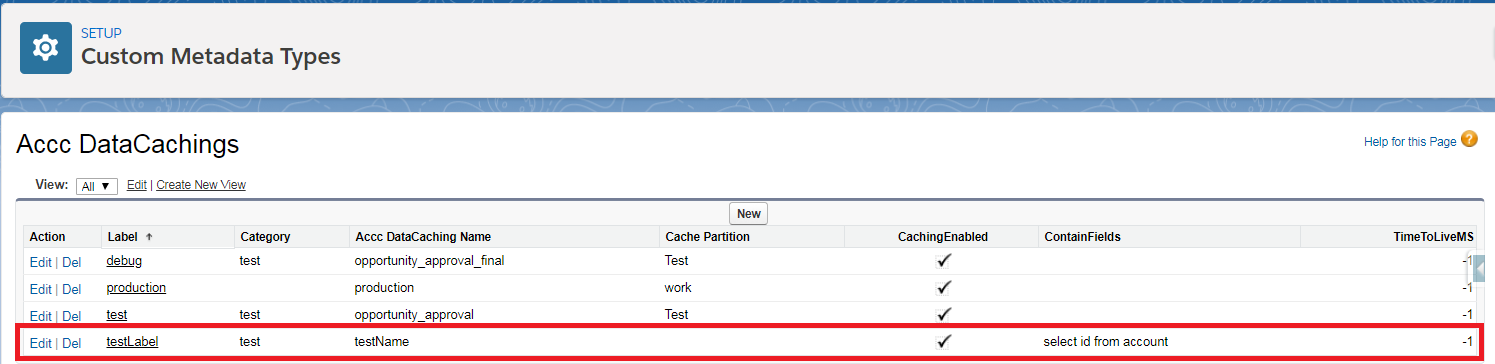 SETUP
Custom Metadata Types
Accc DataCachings
Help for this Page ?
View: All ▼ Edit | Create New View
New
Action Label ↑ Category Accc DataCaching Name Cache Partition CachingEnabled ContainFields TimeToLiveMS
Edit | Del debug test opportunity_approval_final Test ✓ -1
Edit | Del production production work ✓ -1
Edit | Del test test opportunity_approval Test ✓ -1
Edit | Del testLabel test testName ✓ select id from account -1